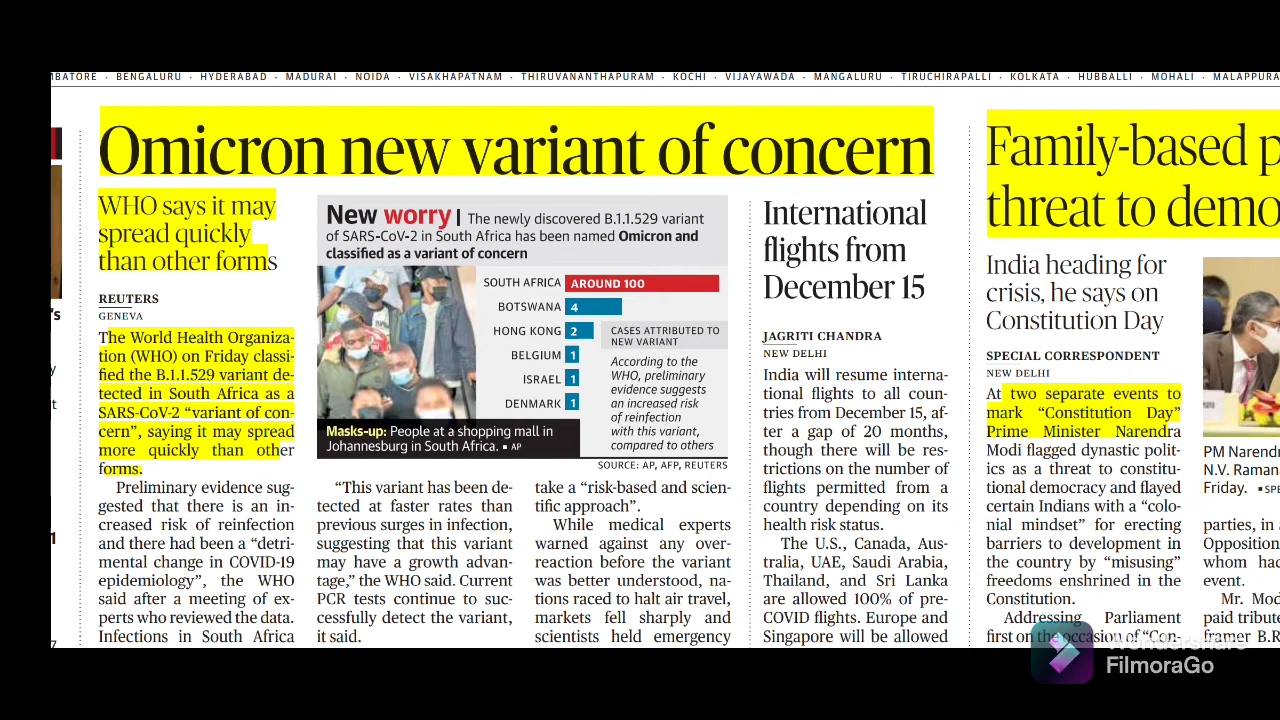 BENGALURU · HYDERABAD · MADURAI · NOIDA · VISAKHAPATNAM · THIRUVANANTHAPURAM · KOCHI · VIJAYAWADA · MANGALURU · TIRUCHIRAPALLI · KOLKATA · HUBBALLI · MOHALI ·
Omicron new variant of concern
WHO says it may
spread quickly
than other forms
REUTERS
GENEVA
The World Health Organiza-
tion (WHO) on Friday classi-
fied the B.1.1.529 variant de-
tected in South Africa as a
SARS-CoV-2 “variant of con-
cern”, saying it may spread
more quickly than other
forms.
Preliminary evidence sug-
gested that there is an in-
creased risk of reinfection
and there had been a “detri-
mental change in COVID-19
epidemiology”, the WHO
said after a meeting of ex-
perts who reviewed the data.
Infections in South Africa
New worry | The newly discovered B.1.1.529 variant
of SARS-CoV-2 in South Africa has been named Omicron and
classified as a variant of concern
SOUTH AFRICA AROUND 100
BOTSWANA 4
HONG KONG 2
BELGIUM 1
ISRAEL 1
DENMARK 1
CASES ATTRIBUTED TO
NEW VARIANT
According to the
WHO, preliminary
evidence suggests
an increased risk
of reinfection
with this variant,
compared to others
Masks-up: People at a shopping mall in
Johannesburg in South Africa. ▪ AP
SOURCE: AP, AFP, REUTERS
“This variant has been de-
tected at faster rates than
previous surges in infection,
suggesting that this variant
may have a growth advan-
tage,” the WHO said. Current
PCR tests continue to suc-
cessfully detect the variant,
it said.
take a “risk-based and scien-
tific approach”.
While medical experts
warned against any over-
reaction before the variant
was better understood, na-
tions raced to halt air travel,
markets fell sharply and
scientists held emergency
International
flights from
December 15
JAGRITI CHANDRA
NEW DELHI
India will resume interna-
tional flights to all coun-
tries from December 15, af-
ter a gap of 20 months,
though there will be res-
trictions on the number of
flights permitted from a
country depending on its
health risk status.
The U.S., Canada, Aus-
tralia, UAE, Saudi Arabia,
Thailand, and Sri Lanka
are allowed 100% of pre-
COVID flights. Europe and
Singapore will be allowed
Family-based
threat to
India heading for
crisis, he says on
Constitution Day
SPECIAL CORRESPONDENT
NEW DELHI
At two separate events to
mark “Constitution Day”
Prime Minister Narendra
Modi flagged dynastic polit-
ics as a threat to constitu-
tional democracy and flayed
certain Indians with a “colo-
nial mindset” for erecting
barriers to development in
the country by “misusing”
freedoms enshrined in the
Constitution.
Addressing Parliament
first on the occasion of “Con-
PM
N.V.
Friday.
parties, in
Opposition
whom
event.
Mr.
paid
framer B.R.
Wondershare
FilmoraGo